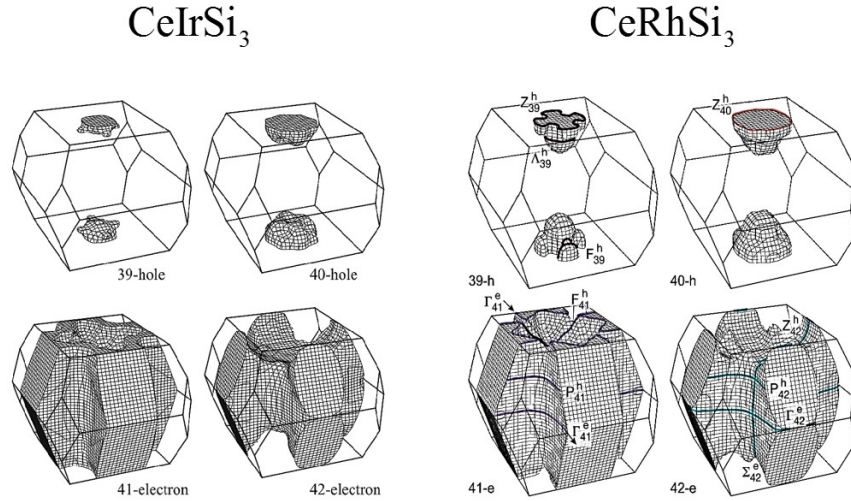 CeIrSi₃
CeRhSi₃
39-hole
40-hole
Z₃₉ʰ
Λ₃₉ʰ
F₃₉ʰ
39-h
Z₄₀ʰ
40-h
41-electron
42-electron
Γ₄₁ᵉ
F₄₁ʰ
P₄₁ʰ
Γ₄₁ᵉ
41-e
Z₄₂ʰ
P₄₂ʰ
Γ₄₂ᵉ
Σ₄₂ᵉ
42-e